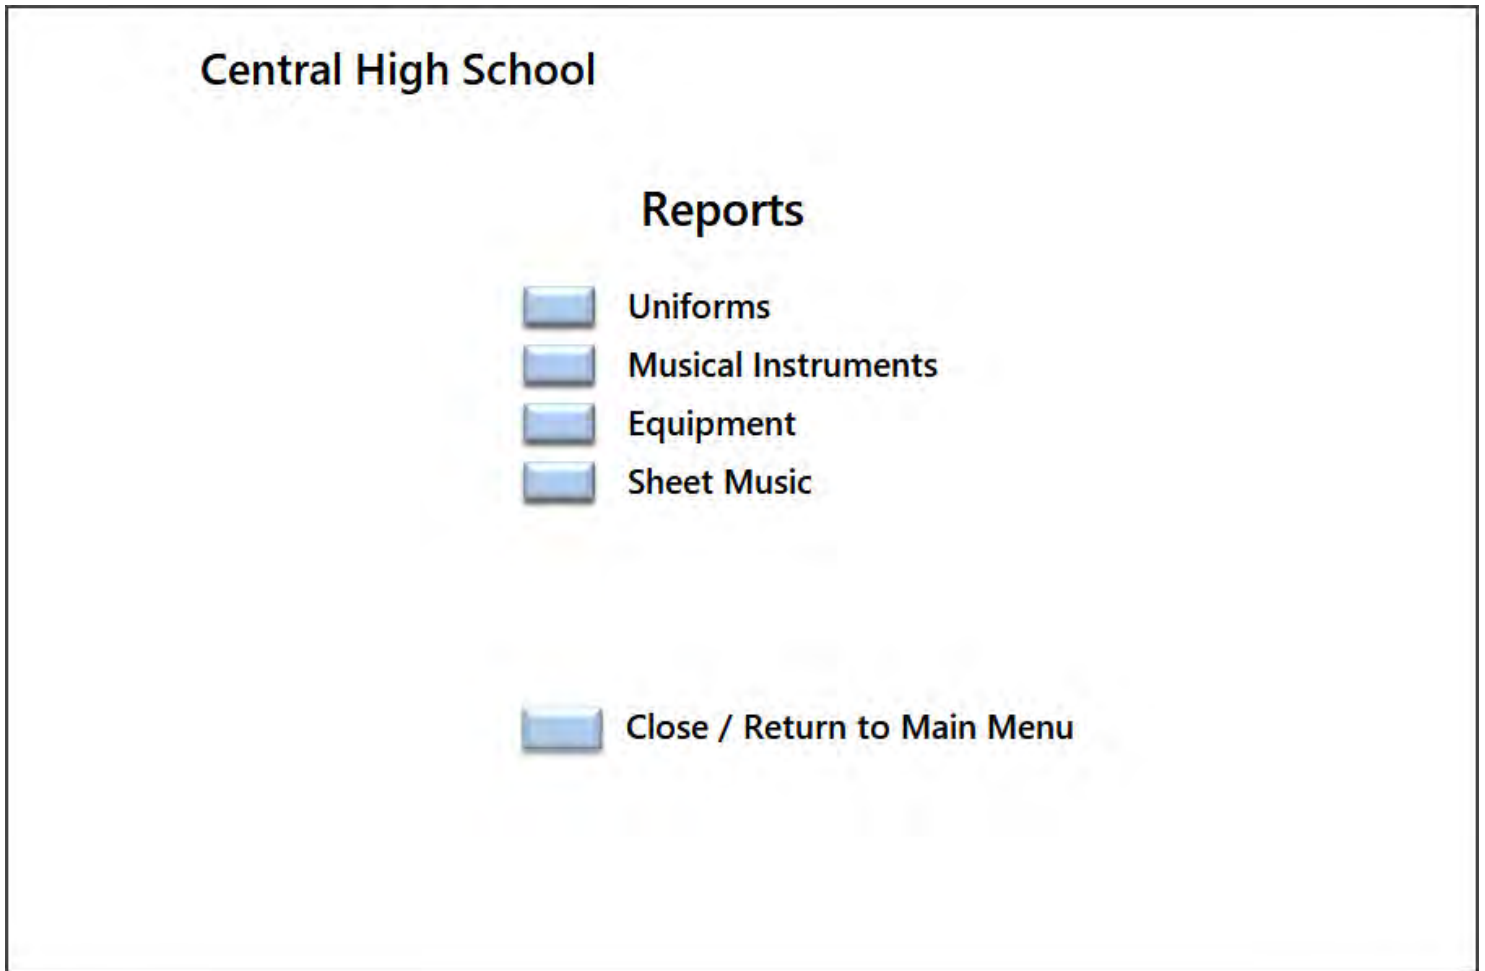 Central High School
Reports
Uniforms
Musical Instruments
Equipment
Sheet Music
Close / Return to Main Menu